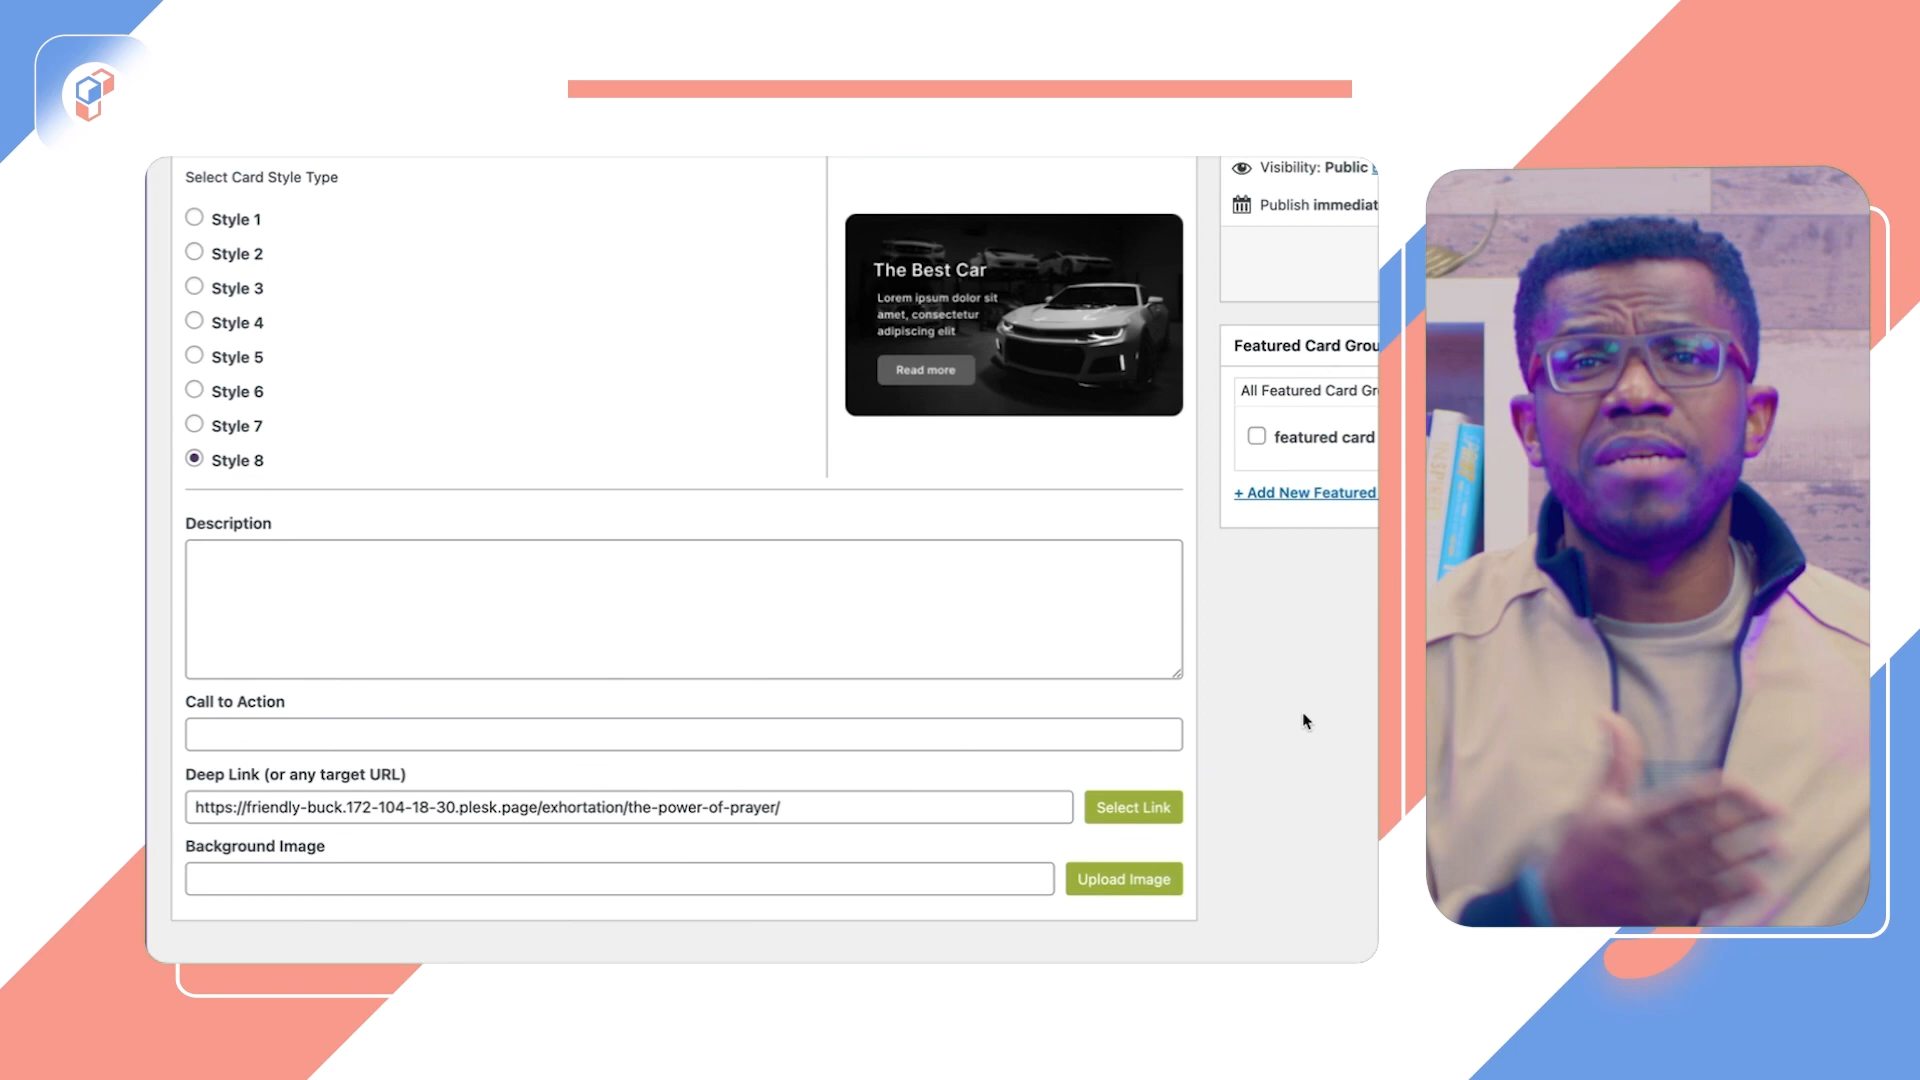 Select Card Style Type
Style 1
Style 2
Style 3
Style 4
Style 5
Style 6
Style 7
Style 8
The Best Car
Lorem ipsum dolor sit
amet, consectetur
adipiscing elit
Read more
Description
Call to Action
Deep Link (or any target URL)
https://friendly-buck.172-104-18-30.plesk.page/exhortation/the-power-of-prayer/
Select Link
Background Image
Upload Image
Visibility: Public
Publish immediat
Featured Card Grou
All Featured Card Gr
featured card
+ Add New Featured